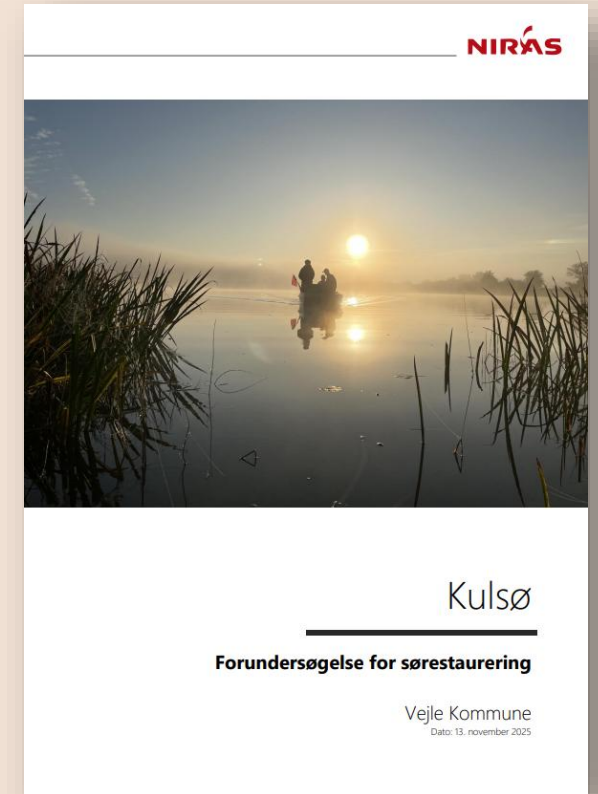 NIRAS
Kulsø
Forundersøgelse for sørestaurering
Vejle Kommune
Dato: 13. november 2025